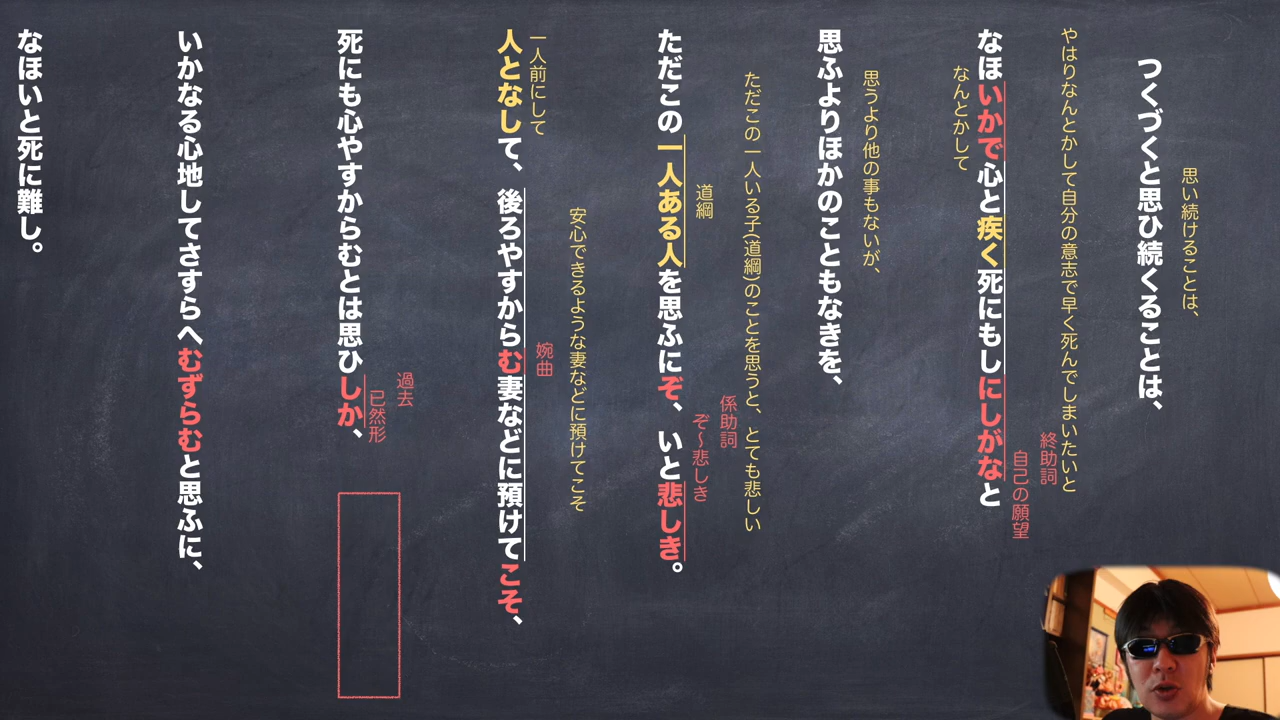 思い続けることは、
つくづくと思ひ続くることは、
やはりなんとかして自分の意志で早く死んでしまいたいと
終助詞
自己の願望
なほいかで心と疾く死にもしにしがなと
なんとかして
思うより他の事もないが、
思ふよりほかのこともなきを、
ただこの一人いる子(道綱)のことを思うと、とても悲しい
係助詞
道綱
ぞ〜悲しき
ただこの一人ある人を思ふにぞ、いと悲しき。
安心できるような妻などに預けてこそ
一人前にして
婉曲
人となして、後ろやすからむ妻などに預けてこそ、
過去
已然形
死にも心やすからむとは思ひしか、
いかなる心地してさすらへむずらむと思ふに、
なほいと死に難し。